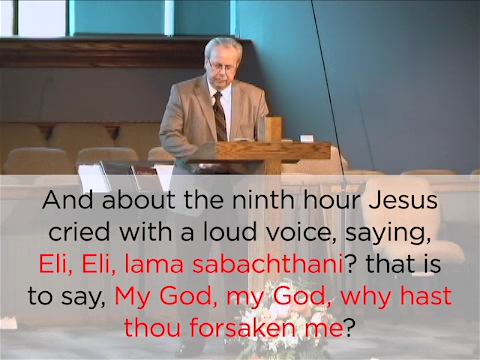 And about the ninth hour Jesus
cried with a loud voice, saying,
Eli, Eli, lama sabachthani? that is
to say, My God, my God, why hast
thou forsaken me?